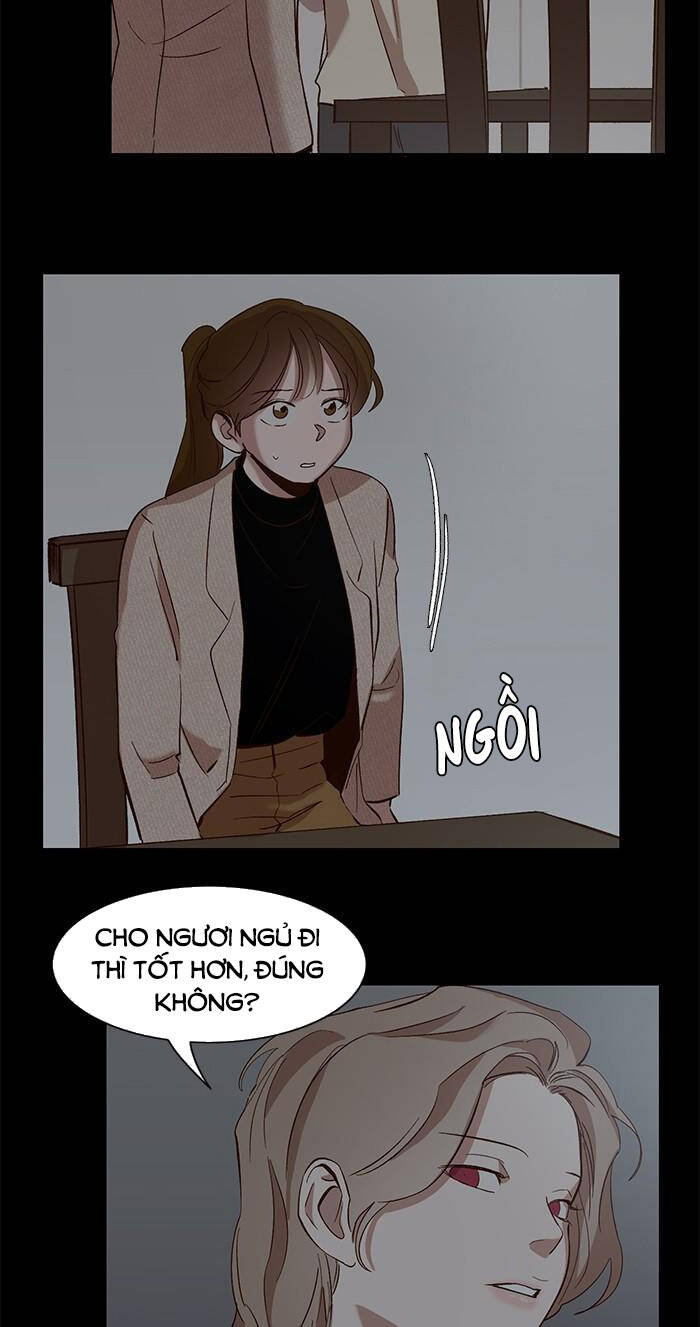 NGỒI
CHO NGƯƠI NGỦ ĐI
THÌ TỐT HƠN, ĐÚNG
KHÔNG?